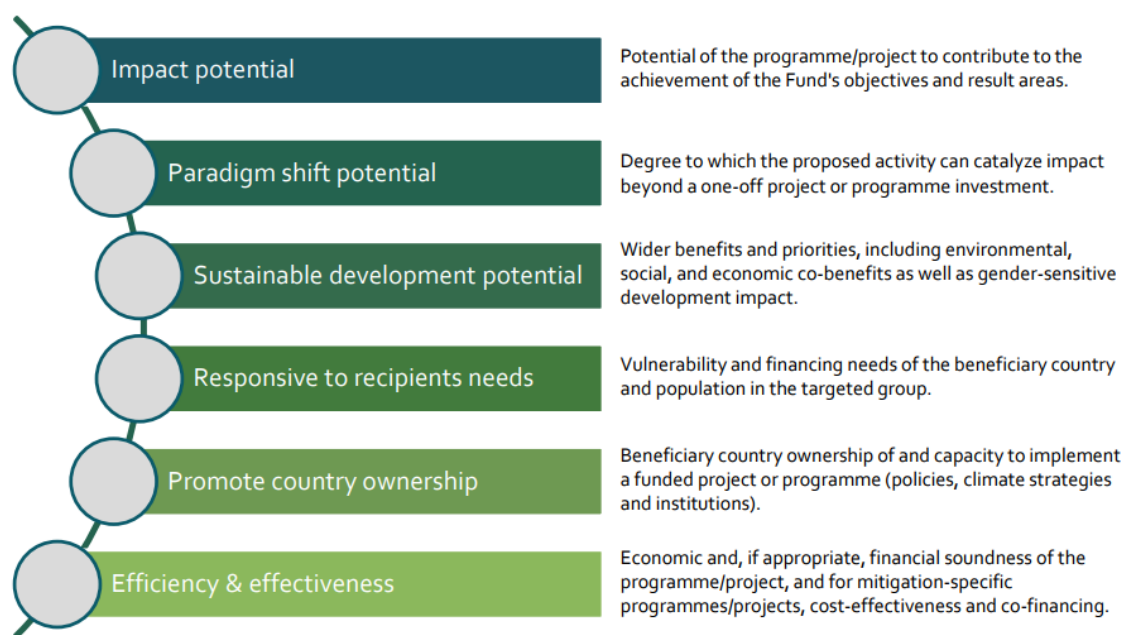 Impact potential
Potential of the programme/project to contribute to the
achievement of the Fund's objectives and result areas.
Paradigm shift potential
Degree to which the proposed activity can catalyze impact
beyond a one-off project or programme investment.
Sustainable development potential
Wider benefits and priorities, including environmental,
social, and economic co-benefits as well as gender-sensitive
development impact.
Responsive to recipients needs
Vulnerability and financing needs of the beneficiary country
and population in the targeted group.
Promote country ownership
Beneficiary country ownership of and capacity to implement
a funded project or programme (policies, climate strategies
and institutions).
Efficiency & effectiveness
Economic and, if appropriate, financial soundness of the
programme/project, and for mitigation-specific
programmes/projects, cost-effectiveness and co-financing.